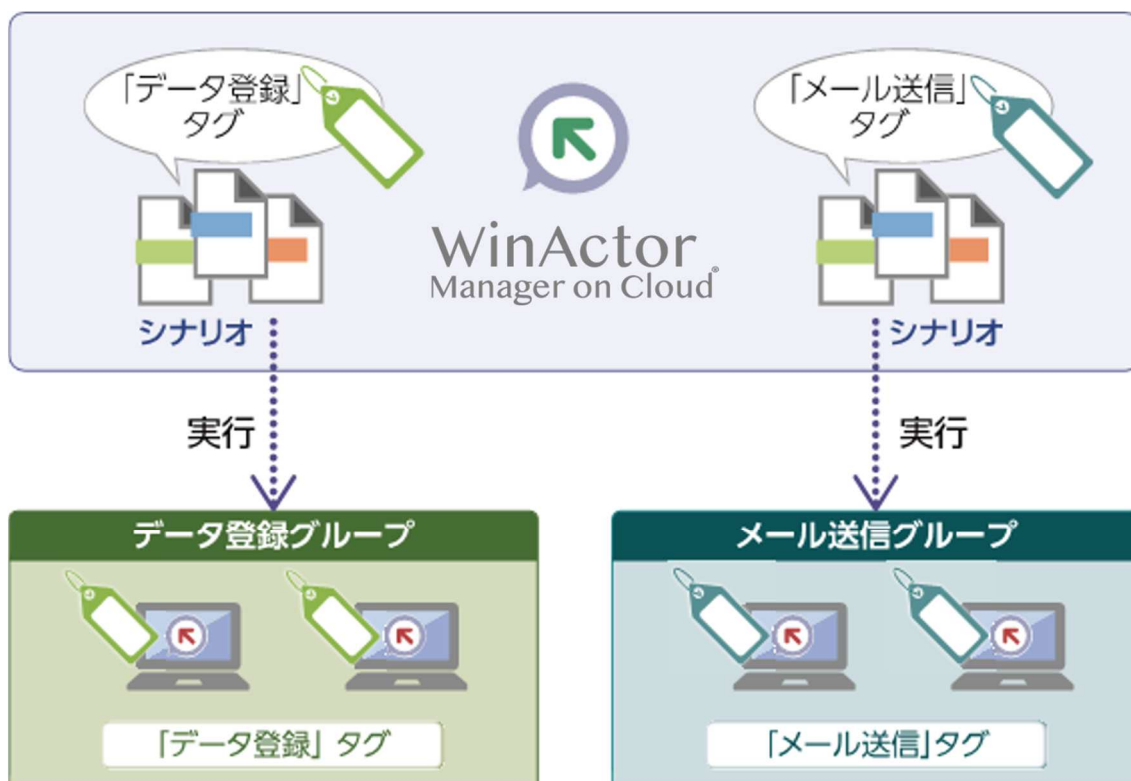 「データ登録」
タグ
「メール送信」
タグ
WinActor
Manager on Cloud®
シナリオ
シナリオ
実行
実行
データ登録グループ
メール送信グループ
「データ登録」タグ
「メール送信」タグ